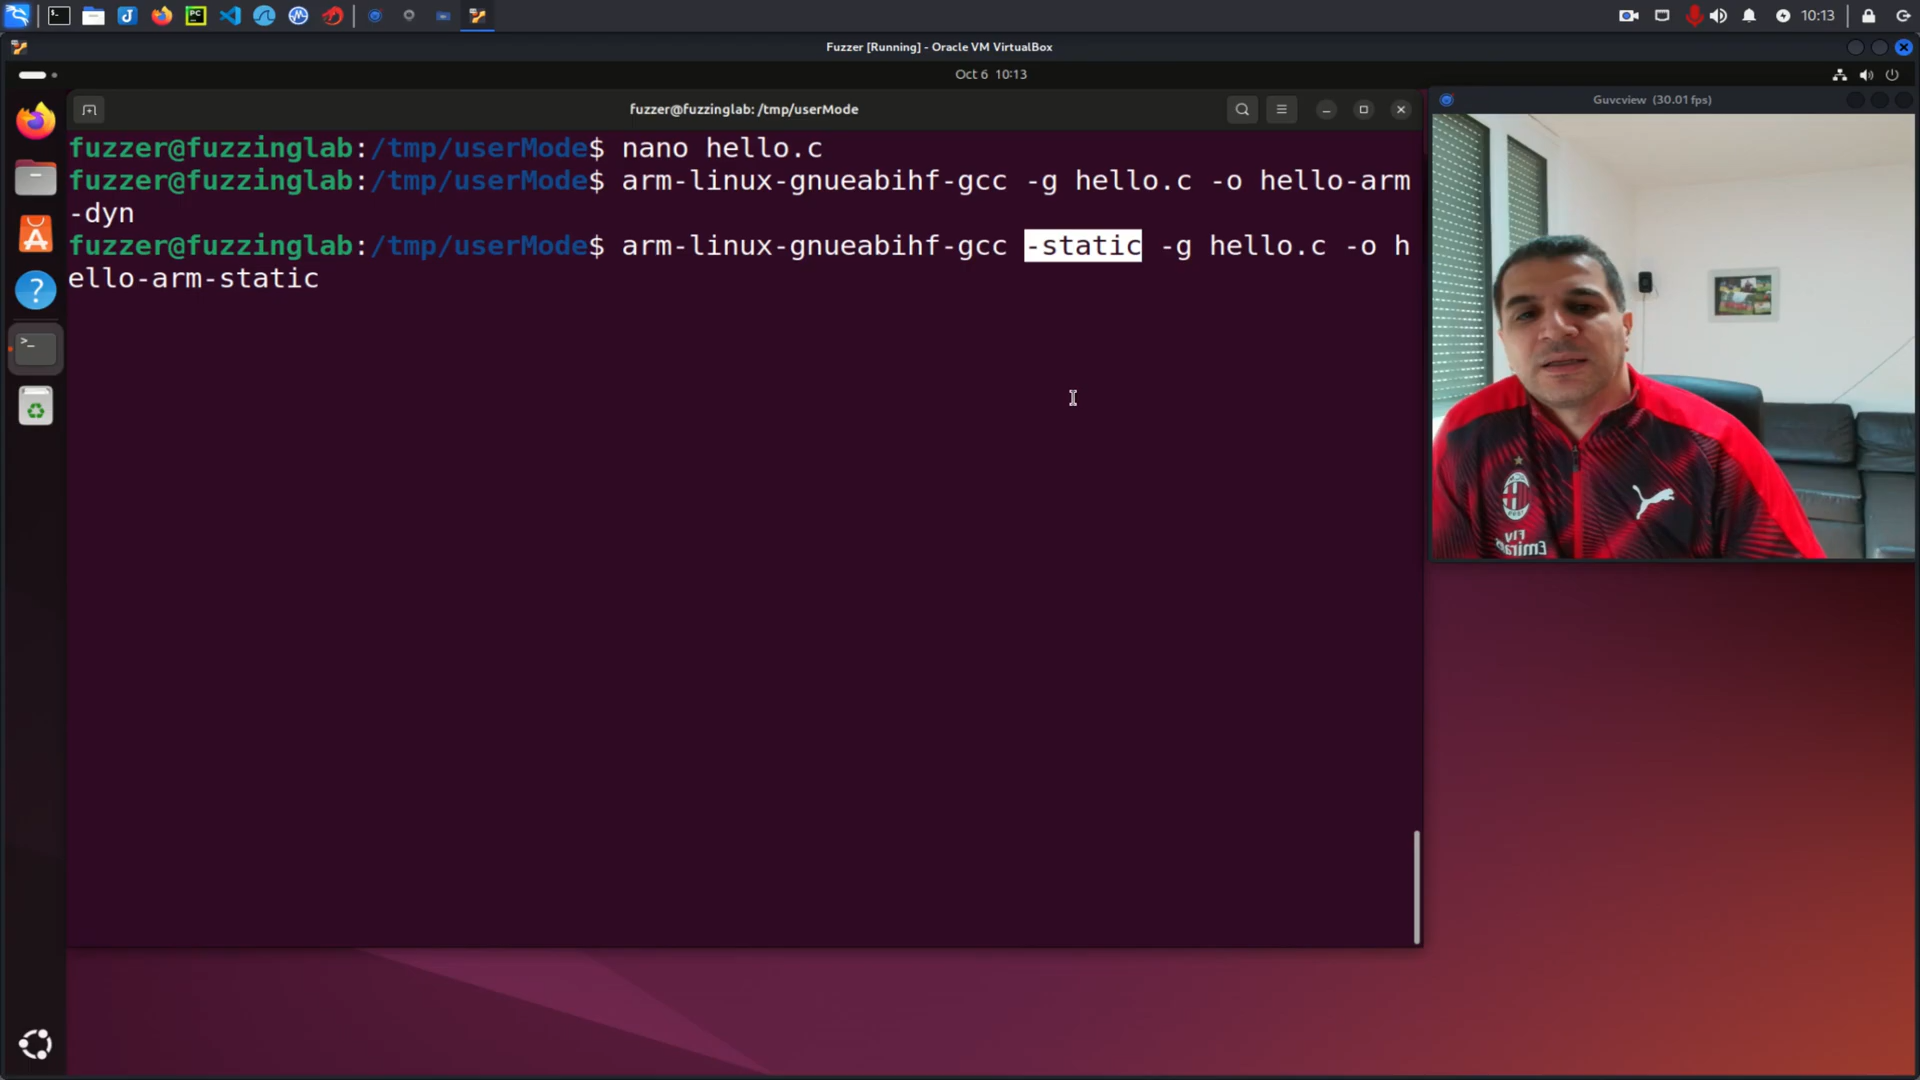 10:13
Fuzzer [Running] - Oracle VM VirtualBox
Oct 6 10:13
fuzzer@fuzzinglab: /tmp/userMode
Guvcview (30.01 fps)
fuzzer@fuzzinglab:/tmp/userMode$ nano hello.c
fuzzer@fuzzinglab:/tmp/userMode$ arm-linux-gnueabihf-gcc -g hello.c -o hello-arm
-dyn
fuzzer@fuzzinglab:/tmp/userMode$ arm-linux-gnueabihf-gcc -static -g hello.c -o h
ello-arm-static
Fly
Emirates